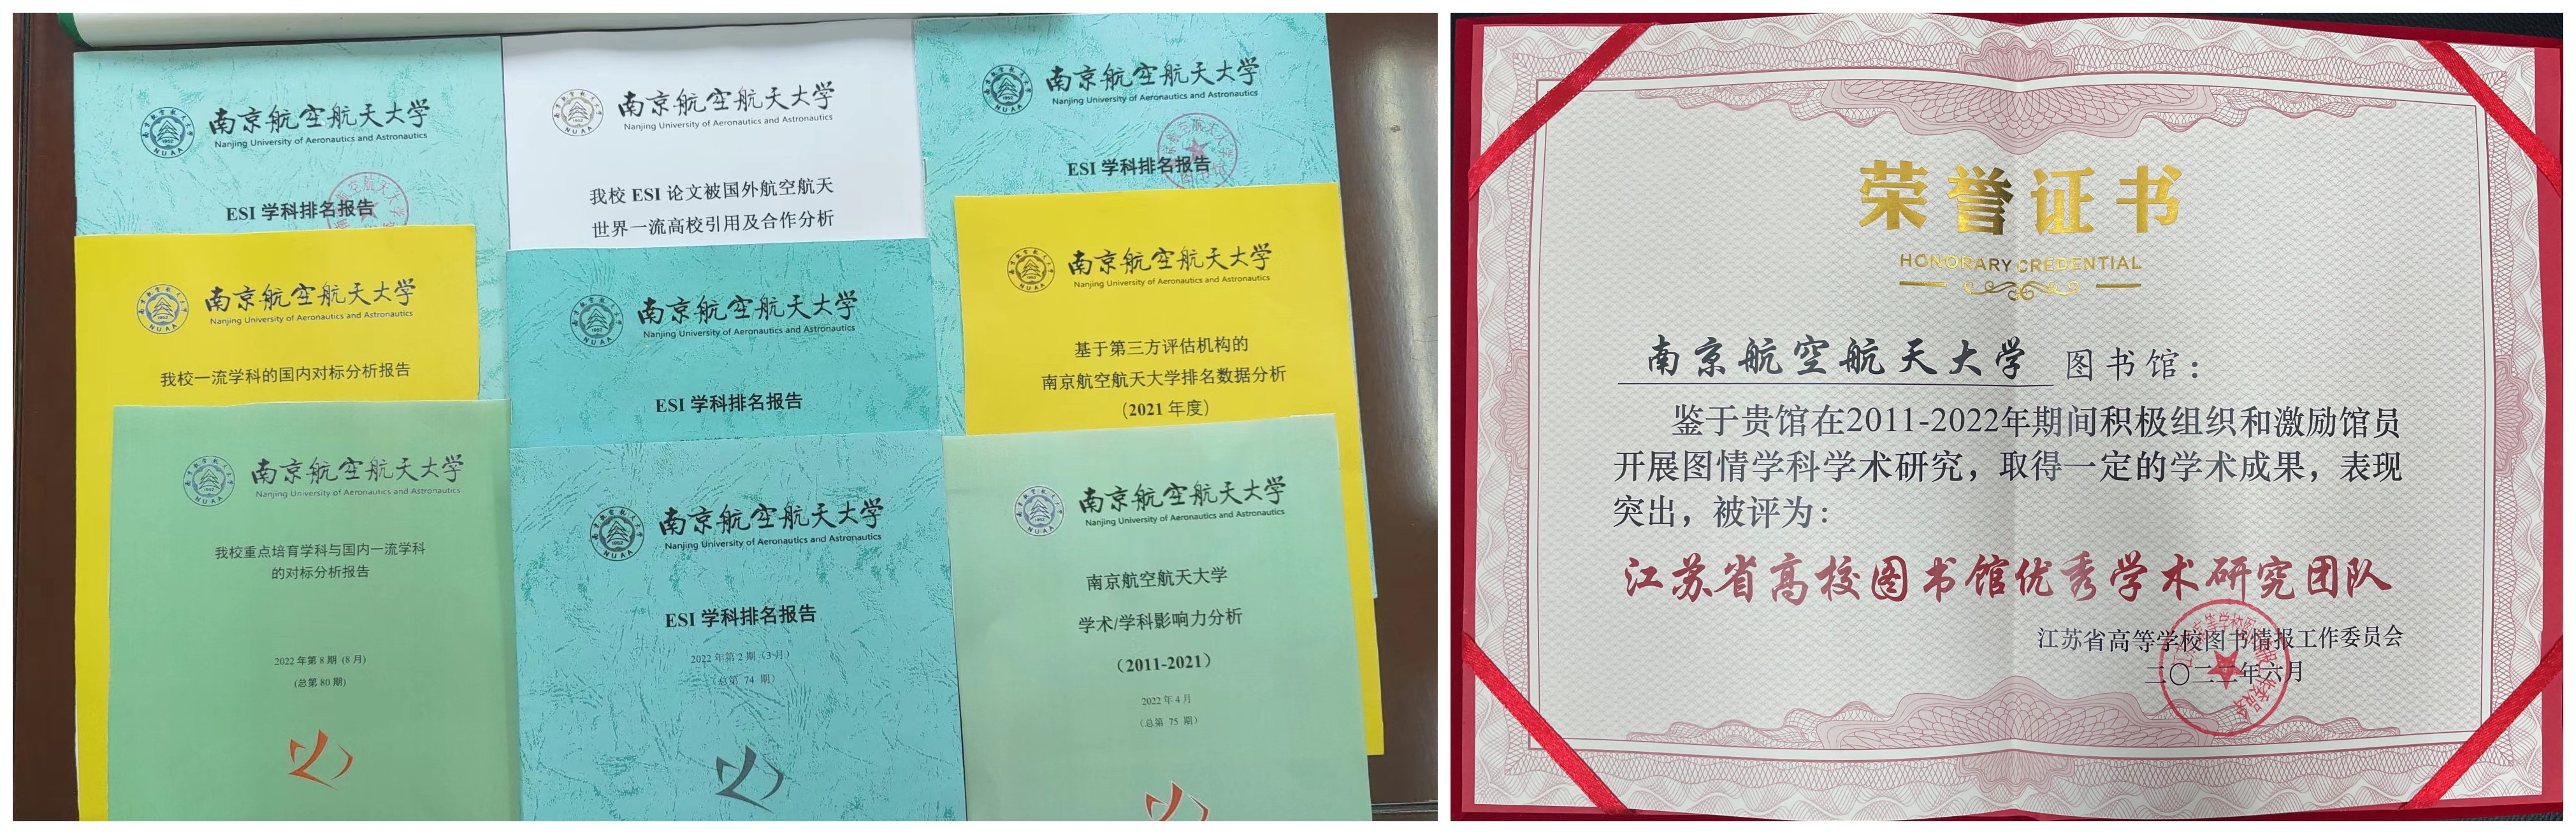 南京航空航天大学
Nanjing University of Aeronautics and Astronautics
NUAA
ESI 学科排名报告
南京航空航天大学
Nanjing University of Aeronautics and Astronautics
NUAA
我校 ESI 论文被国外航空航天
世界一流高校引用及合作分析
南京航空航天大学
Nanjing University of Aeronautics and Astronautics
NUAA
ESI 学科排名报告
南京航空航天大学
Nanjing University of Aeronautics and Astronautics
1952
NUAA
我校一流学科的国内对标分析报告
南京航空航天大学
Nanjing University of Aeronautics and Astronautics
1952
NUAA
ESI 学科排名报告
南京航空航天大学
Nanjing University of Aeronautics and Astronautics
NUAA
基于第三方评估机构的
南京航空航天大学排名数据分析
（2021 年度）
南京航空航天大学
Nanjing University of Aeronautics and Astronautics
NUAA
我校重点培育学科与国内一流学科
的对标分析报告
2022 年第 8 期（8 月）
(总第 80 期)
南京航空航天大学
Nanjing University of Aeronautics and Astronautics
1952
NUAA
ESI 学科排名报告
2022 年第 2 期（3 月）
（总第 74 期）
南京航空航天大学
Nanjing University of Aeronautics and Astronautics
NUAA
南京航空航天大学
学术/学科影响力分析
（2011-2021）
2022 年 4 月
（总第 75 期）
荣誉证书
HONORARY CREDENTIAL
南京航空航天大学 图书馆：
鉴于贵馆在2011-2022年期间积极组织和激励馆员
开展图情学科学术研究，取得一定的学术成果，表现
突出，被评为：
江苏省高校图书馆优秀学术研究团队
江苏省高等学校图书情报工作委员会
二〇二二年六月